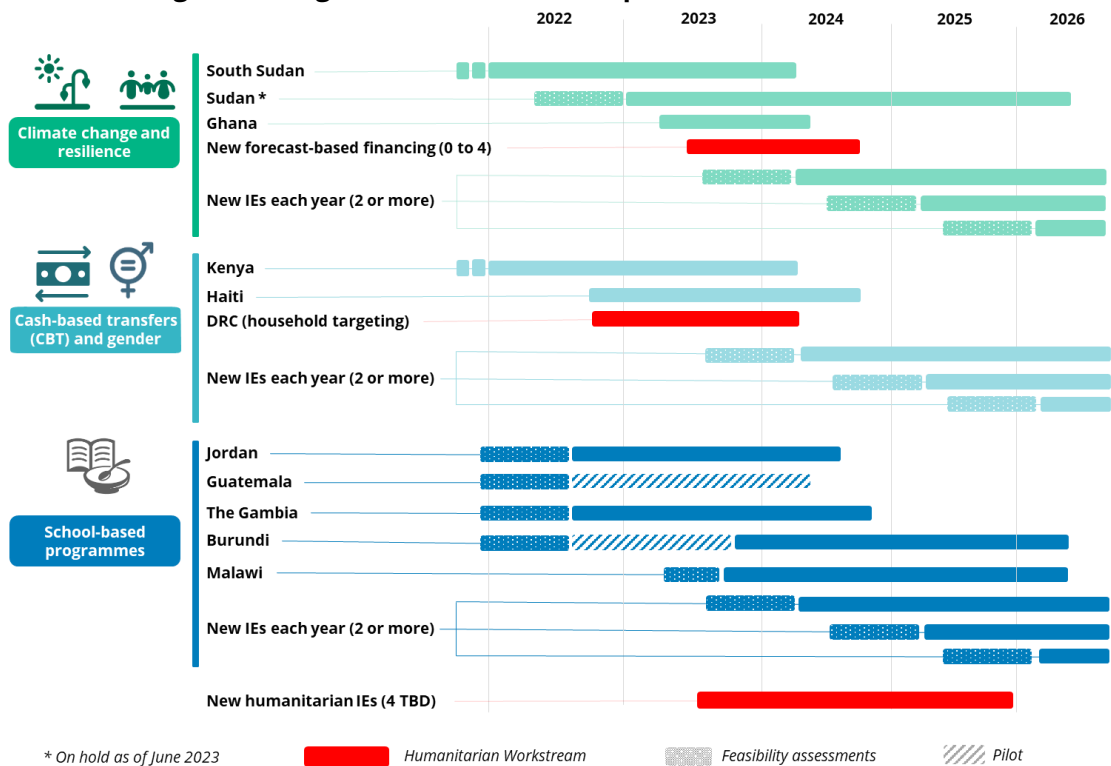 2022 2023 2024 2025 2026
South Sudan
Sudan *
Climate change and
resilience
Ghana
New forecast-based financing (0 to 4)
New IEs each year (2 or more)
Kenya
Haiti
Cash-based transfers
(CBT) and gender
DRC (household targeting)
New IEs each year (2 or more)
Jordan
Guatemala
The Gambia
School-based
programmes
Burundi
Malawi
New IEs each year (2 or more)
New humanitarian IEs (4 TBD)
* On hold as of June 2023
Humanitarian Workstream
Feasibility assessments
Pilot